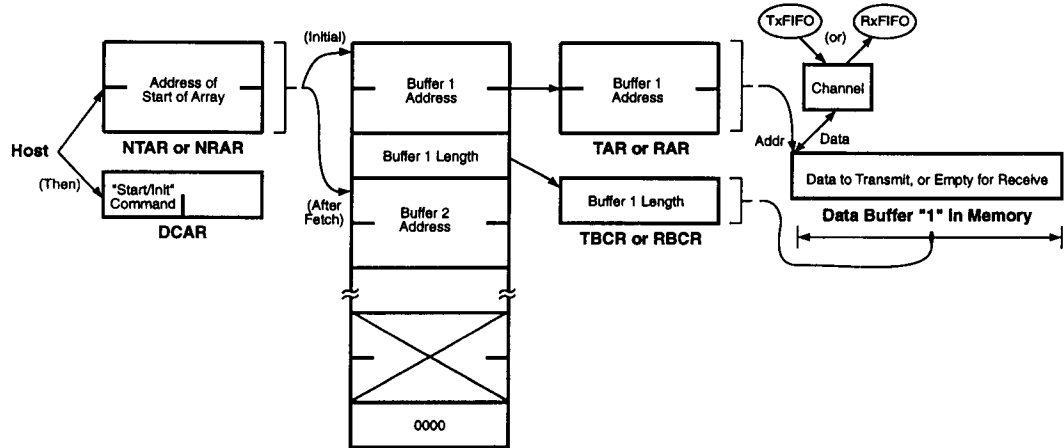 TxFIFO
RxFIFO
(or)
(Initial)
Address of
Start of Array
Buffer 1
Address
Buffer 1
Address
Channel
Host
NTAR or NRAR
TAR or RAR
Addr
Data
(Then)
"Start/Init"
Command
DCAR
Buffer 1 Length
(After
Fetch)
Buffer 2
Address
Buffer 1 Length
TBCR or RBCR
Data to Transmit, or Empty for Receive
Data Buffer "1" In Memory
0000